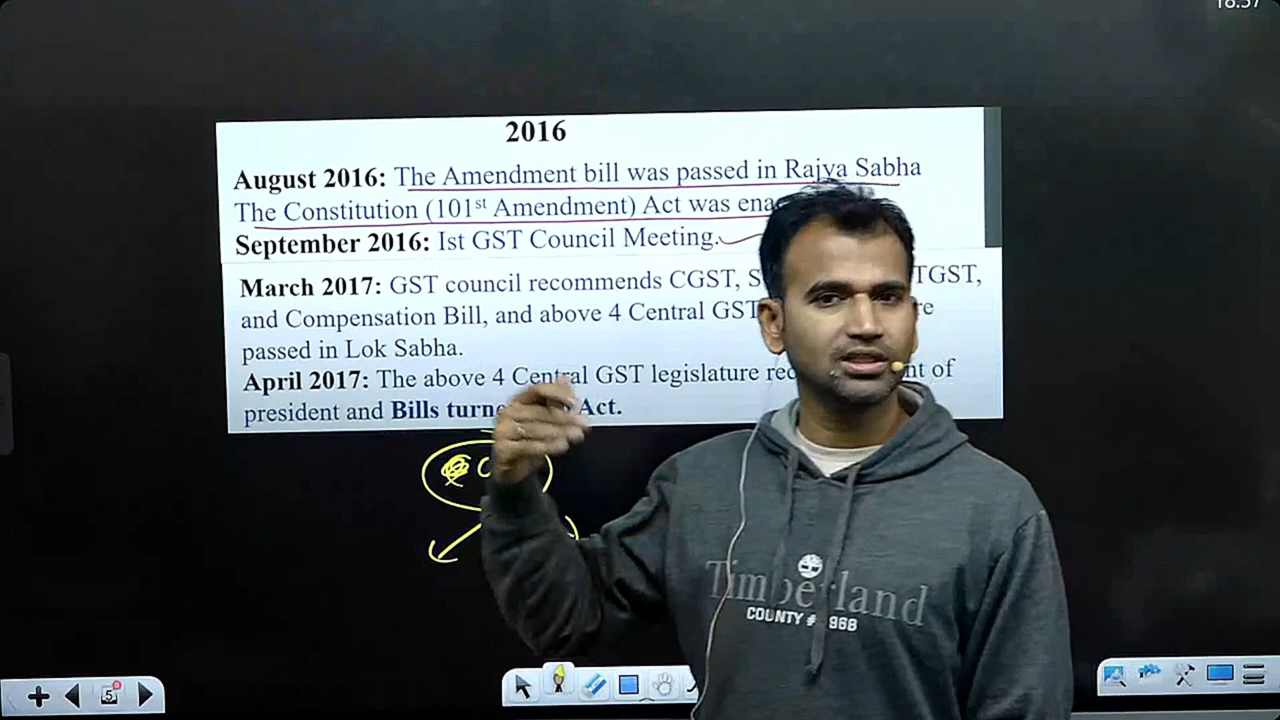 18:57
2016
August 2016: The Amendment bill was passed in Rajya Sabha
The Constitution (101st Amendment) Act was
September 2016: Ist GST Council Meeting.
March 2017: GST council recommends CGST, TGST,
and Compensation Bill, and above 4 Central GST
passed in Lok Sabha.
April 2017: The above 4 Central GST legislature of
president and Bills Act.
Timberland
COUNTY # 968
5